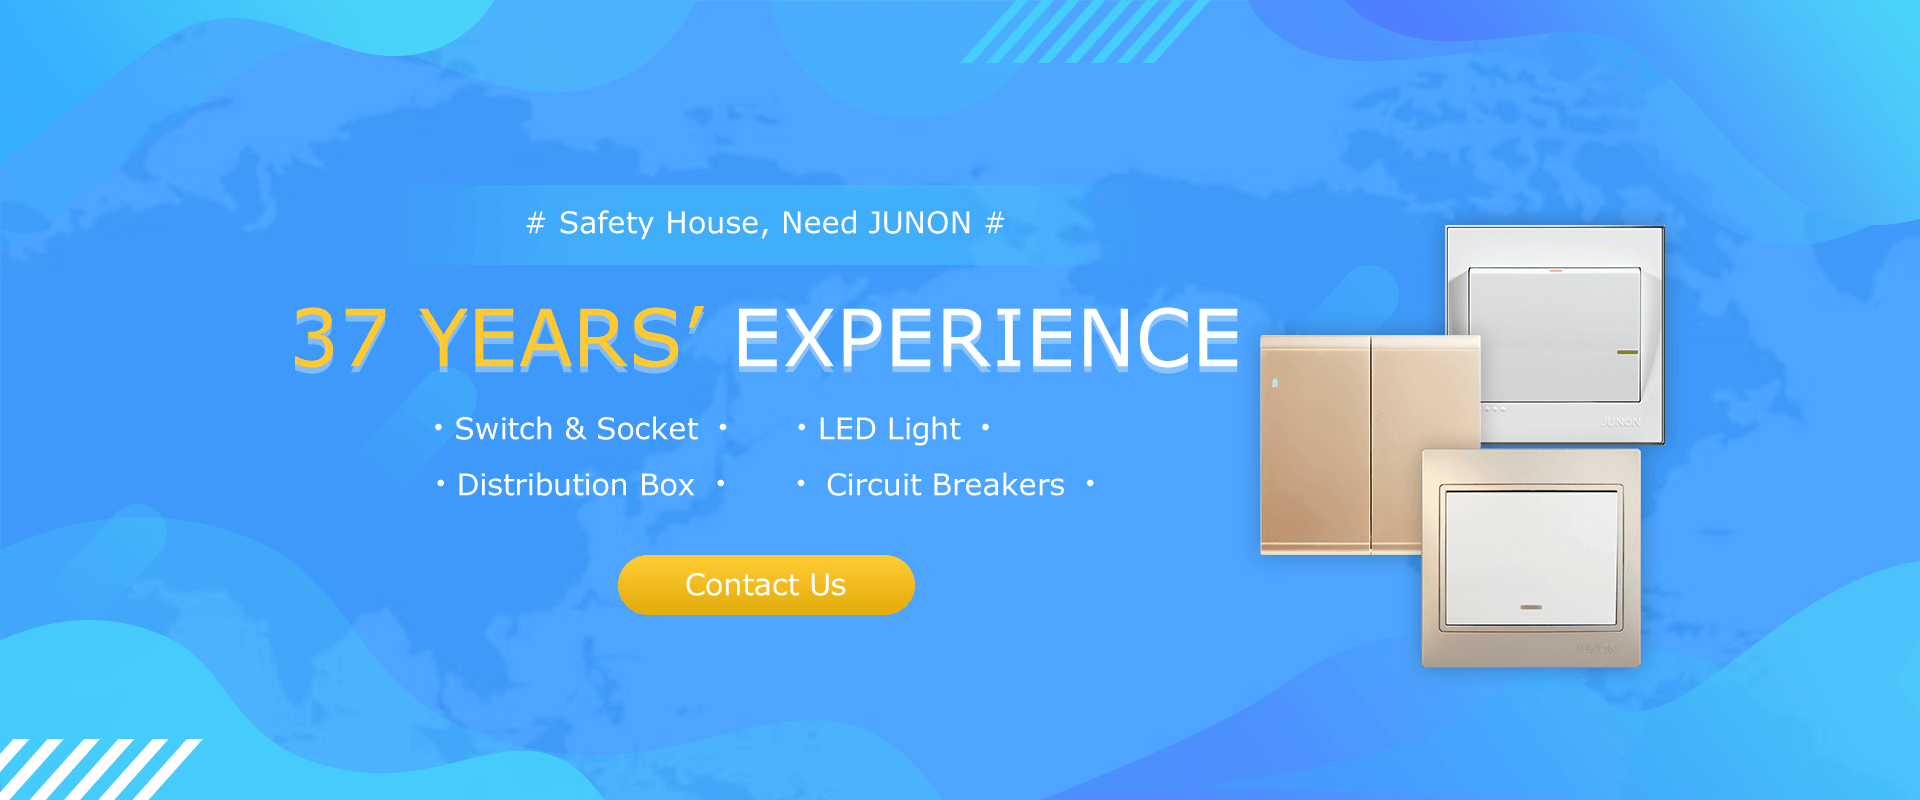 # Safety House, Need JUNON #
37 YEARS’ EXPERIENCE
• Switch & Socket •
• LED Light •
• Distribution Box •
• Circuit Breakers •
Contact Us
JUNON
JUNON